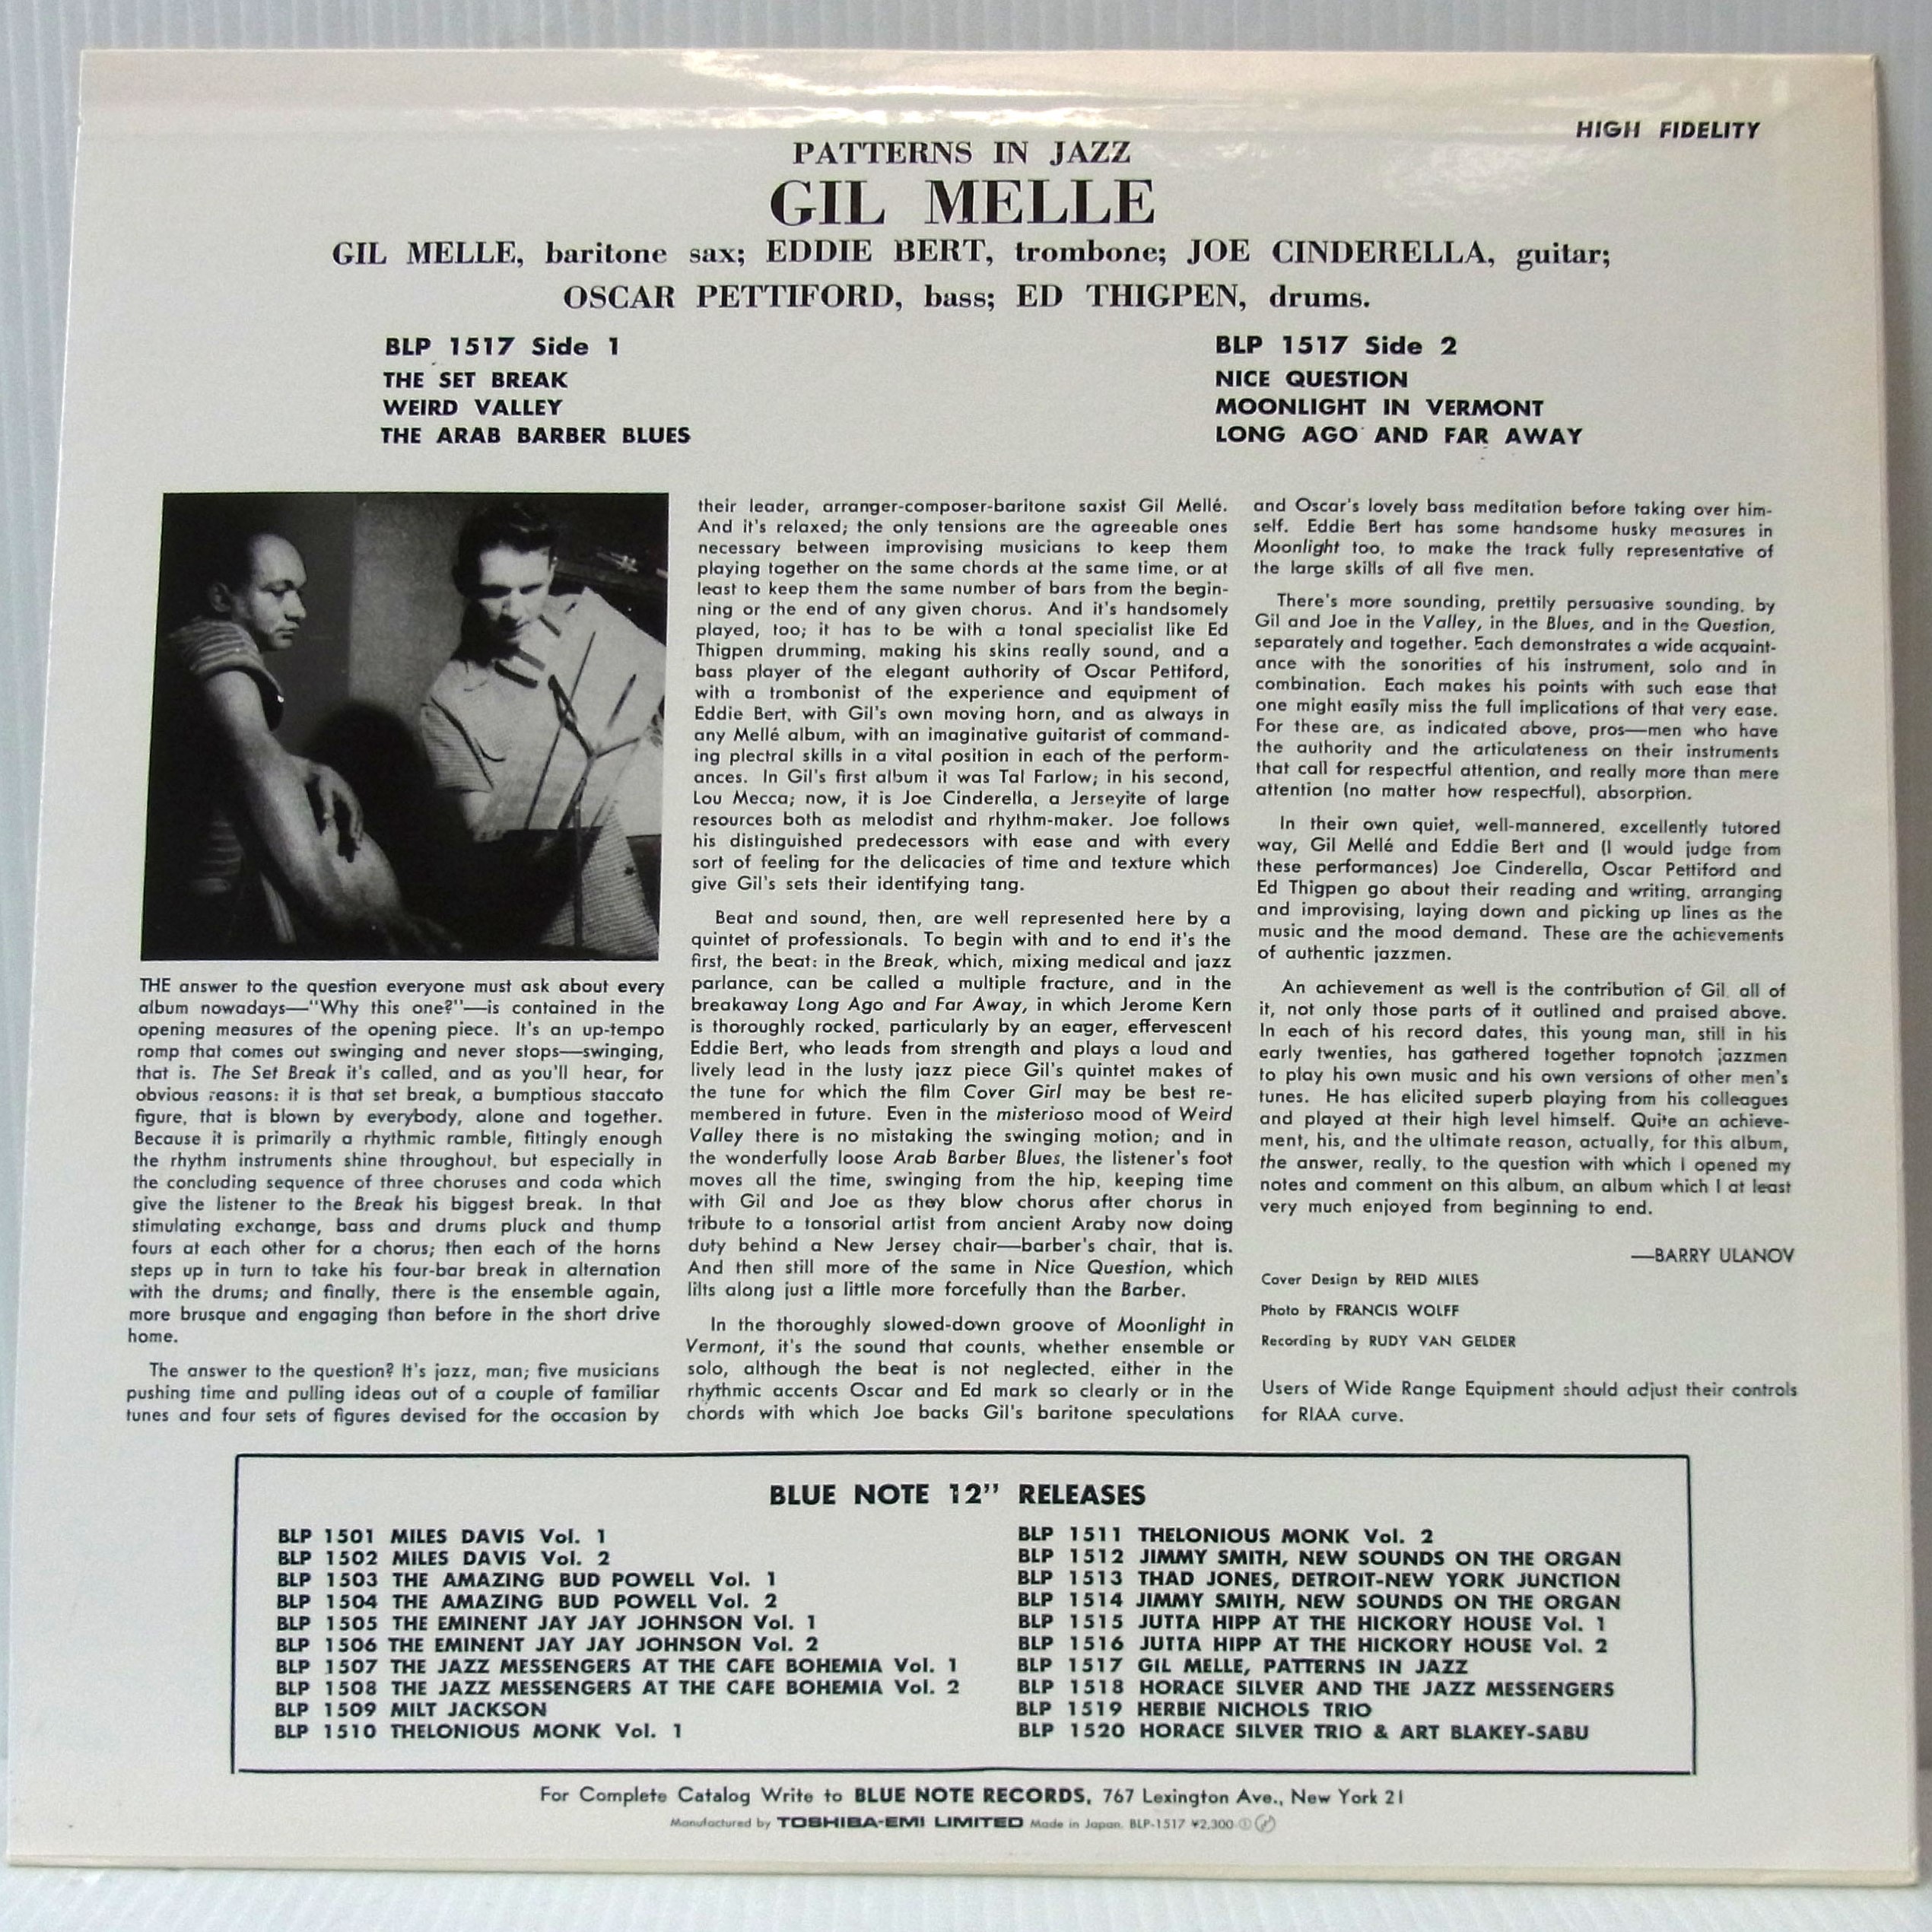 HIGH FIDELITY
PATTERNS IN JAZZ
GIL MELLE
GIL MELLE, baritone sax; EDDIE BERT, trombone; JOE CINDERELLA, guitar;
OSCAR PETTIFORD, bass; ED THIGPEN, drums.
BLP 1517 Side 1
THE SET BREAK
WEIRD VALLEY
THE ARAB BARBER BLUES
BLP 1517 Side 2
NICE QUESTION
MOONLIGHT IN VERMONT
LONG AGO AND FAR AWAY
THE answer to the question everyone must ask about every
album nowadays—"Why this one?"—is contained in the
opening measures of the opening piece. It's an up-tempo
romp that comes out swinging and never stops—swinging,
that is. The Set Break it's called, and as you'll hear, for
obvious reasons: it is that set break, a bumptious staccato
figure, that is blown by everybody, alone and together.
Because it is primarily a rhythmic ramble, fittingly enough
the rhythm instruments shine throughout, but especially in
the concluding sequence of three choruses and coda which
give the listener to the Break his biggest break. In that
stimulating exchange, bass and drums pluck and thump
fours at each other for a chorus; then each of the horns
steps up in turn to take his four-bar break in alternation
with the drums; and finally, there is the ensemble again,
more brusque and engaging than before in the short drive
home.
The answer to the question? It's jazz, man; five musicians
pushing time and pulling ideas out of a couple of familiar
tunes and four sets of figures devised for the occasion by
their leader, arranger-composer-baritone saxist Gil Mellé.
And it's relaxed; the only tensions are the agreeable ones
necessary between improvising musicians to keep them
playing together on the same chords at the same time, or at
least to keep them the same number of bars from the begin-
ning or the end of any given chorus. And it's handsomely
played, too; it has to be with a tonal specialist like Ed
Thigpen drumming, making his skins really sound, and a
bass player of the elegant authority of Oscar Pettiford,
with a trombonist of the experience and equipment of
Eddie Bert, with Gil's own moving horn, and as always in
any Mellé album, with an imaginative guitarist of command-
ing plectral skills in a vital position in each of the perform-
ances. In Gil's first album it was Tal Farlow; in his second,
Lou Mecca; now, it is Joe Cinderella, a Jerseyite of large
resources both as melodist and rhythm-maker. Joe follows
his distinguished predecessors with ease and with every
sort of feeling for the delicacies of time and texture which
give Gil's sets their identifying tang.
Beat and sound, then, are well represented here by a
quintet of professionals. To begin with and to end it's the
first, the beat: in the Break, which, mixing medical and jazz
parlance, can be called a multiple fracture, and in the
breakaway Long Ago and Far Away, in which Jerome Kern
is thoroughly rocked, particularly by an eager, effervescent
Eddie Bert, who leads from strength and plays a loud and
lively lead in the lusty jazz piece Gil's quintet makes of
the tune for which the film Cover Girl may be best re-
membered in future. Even in the misterioso mood of Weird
Valley there is no mistaking the swinging motion; and in
the wonderfully loose Arab Barber Blues, the listener's foot
moves all the time, swinging from the hip, keeping time
with Gil and Joe as they blow chorus after chorus in
tribute to a tonsorial artist from ancient Araby now doing
duty behind a New Jersey chair—barber's chair, that is.
And then still more of the same in Nice Question, which
lilts along just a little more forcefully than the Barber.
In the thoroughly slowed-down groove of Moonlight in
Vermont, it's the sound that counts, whether ensemble or
solo, although the beat is not neglected, either in the
rhythmic accents Oscar and Ed mark so clearly or in the
chords with which Joe backs Gil's baritone speculations
and Oscar's lovely bass meditation before taking over him-
self. Eddie Bert has some handsome husky measures in
Moonlight too, to make the track fully representative of
the large skills of all five men.
There's more sounding, prettily persuasive sounding, by
Gil and Joe in the Valley, in the Blues, and in the Question,
separately and together. Each demonstrates a wide acquaint-
ance with the sonorities of his instrument, solo and in
combination. Each makes his points with such ease that
one might easily miss the full implications of that very ease.
For these are, as indicated above, pros—men who have
the authority and the articulateness on their instruments
that call for respectful attention, and really more than mere
attention (no matter how respectful), absorption.
In their own quiet, well-mannered, excellently tutored
way, Gil Mellé and Eddie Bert and (I would judge from
these performances) Joe Cinderella, Oscar Pettiford and
Ed Thigpen go about their reading and writing, arranging
and improvising, laying down and picking up lines as the
music and the mood demand. These are the achievements
of authentic jazzmen.
An achievement as well is the contribution of Gil, all of
it, not only those parts of it outlined and praised above.
In each of his record dates, this young man, still in his
early twenties, has gathered together topnotch jazzmen
to play his own music and his own versions of other men's
tunes. He has elicited superb playing from his colleagues
and played at their high level himself. Quite an achieve-
ment, his, and the ultimate reason, actually, for this album,
the answer, really, to the question with which I opened my
notes and comment on this album, an album which I at least
very much enjoyed from beginning to end.
—BARRY ULANOV
Cover Design by REID MILES
Photo by FRANCIS WOLFF
Recording by RUDY VAN GELDER
Users of Wide Range Equipment should adjust their controls
for RIAA curve.
BLUE NOTE 12" RELEASES
BLP 1501 MILES DAVIS Vol. 1
BLP 1502 MILES DAVIS Vol. 2
BLP 1503 THE AMAZING BUD POWELL Vol. 1
BLP 1504 THE AMAZING BUD POWELL Vol. 2
BLP 1505 THE EMINENT JAY JAY JOHNSON Vol. 1
BLP 1506 THE EMINENT JAY JAY JOHNSON Vol. 2
BLP 1507 THE JAZZ MESSENGERS AT THE CAFE BOHEMIA Vol. 1
BLP 1508 THE JAZZ MESSENGERS AT THE CAFE BOHEMIA Vol. 2
BLP 1509 MILT JACKSON
BLP 1510 THELONIOUS MONK Vol. 1
BLP 1511 THELONIOUS MONK Vol. 2
BLP 1512 JIMMY SMITH, NEW SOUNDS ON THE ORGAN
BLP 1513 THAD JONES, DETROIT-NEW YORK JUNCTION
BLP 1514 JIMMY SMITH, NEW SOUNDS ON THE ORGAN
BLP 1515 JUTTA HIPP AT THE HICKORY HOUSE Vol. 1
BLP 1516 JUTTA HIPP AT THE HICKORY HOUSE Vol. 2
BLP 1517 GIL MELLE, PATTERNS IN JAZZ
BLP 1518 HORACE SILVER AND THE JAZZ MESSENGERS
BLP 1519 HERBIE NICHOLS TRIO
BLP 1520 HORACE SILVER TRIO & ART BLAKEY-SABU
For Complete Catalog Write to BLUE NOTE RECORDS, 767 Lexington Ave., New York 21
Manufactured by TOSHIBA-EMI LIMITED Made in Japan. BLP-1517 ¥2,300